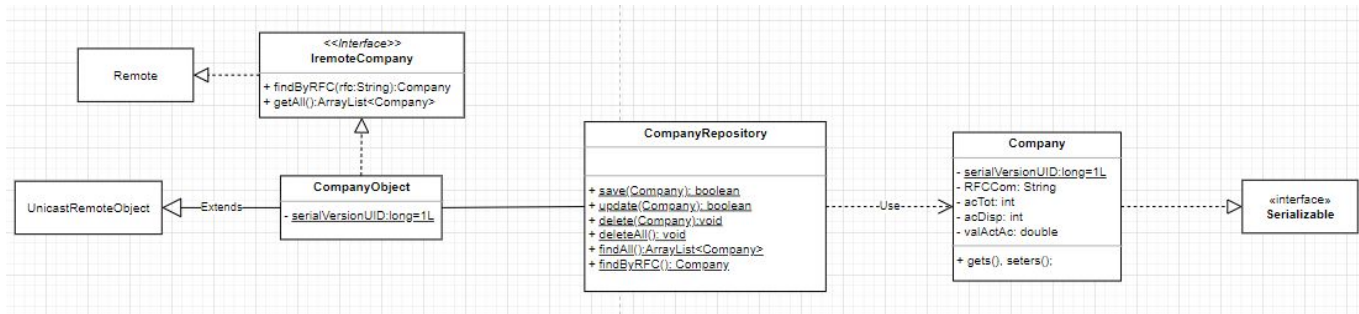 Remote
<<Interface>>
IremoteCompany
+ findByRFC(rfc:String):Company
+ getAll():ArrayList<Company>
UnicastRemoteObject
Extends
CompanyObject
- serialVersionUID:long=1L
CompanyRepository
+ save(Company): boolean
+ update(Company): boolean
+ delete(Company):void
+ deleteAll(): void
+ findAll():ArrayList<Company>
+ findByRFC(): Company
Use
Company
- serialVersionUID:long=1L
- RFCCom: String
- acTot: int
- acDisp: int
- valActAc: double
+ gets(), seters();
«interface»
Serializable